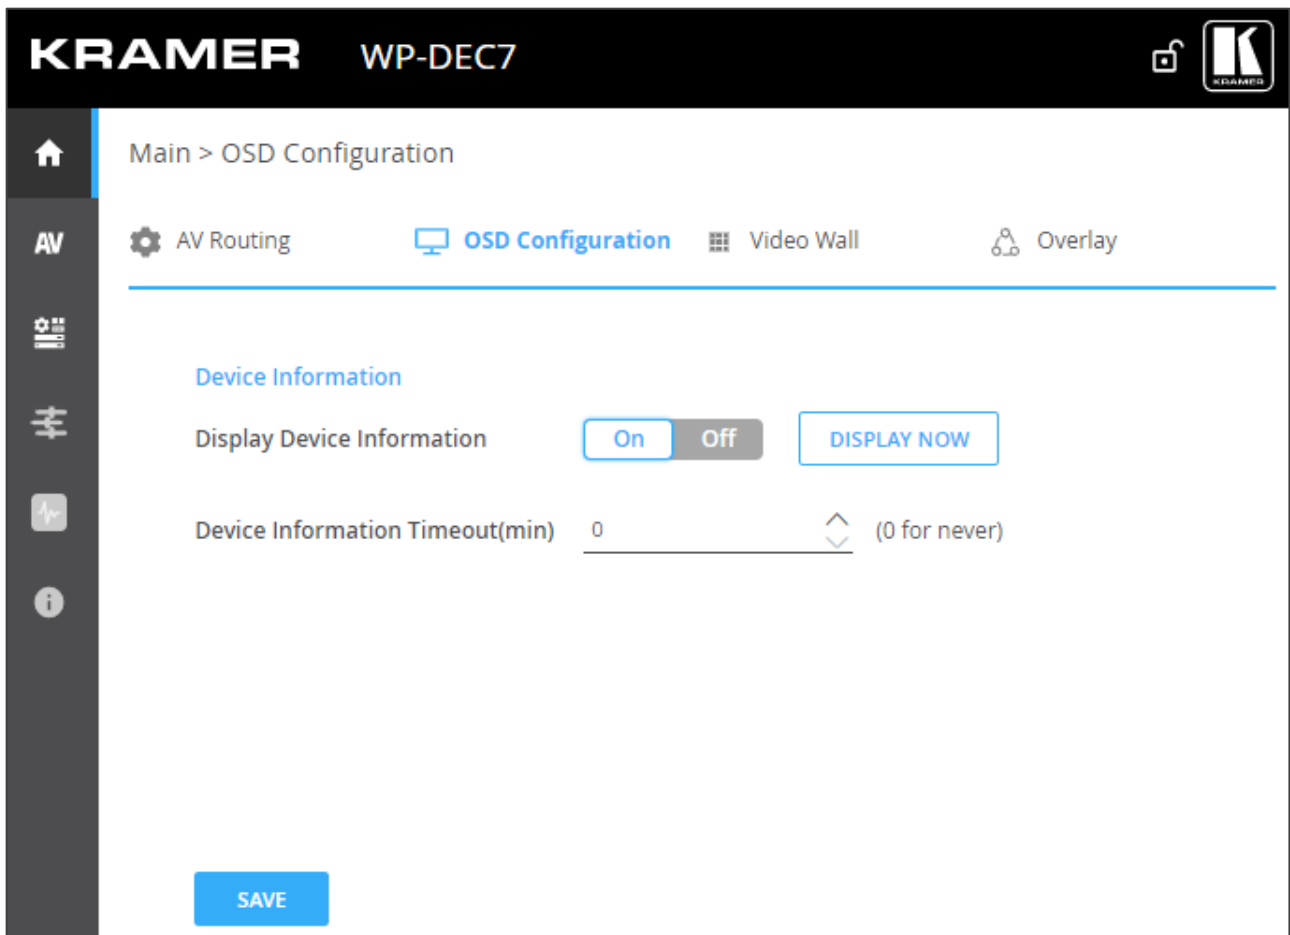 KRAMER WP-DEC7
KRAMER
Main > OSD Configuration
AV
AV Routing OSD Configuration Video Wall Overlay
Device Information
Display Device Information On Off DISPLAY NOW
Device Information Timeout(min) 0 (0 for never)
SAVE